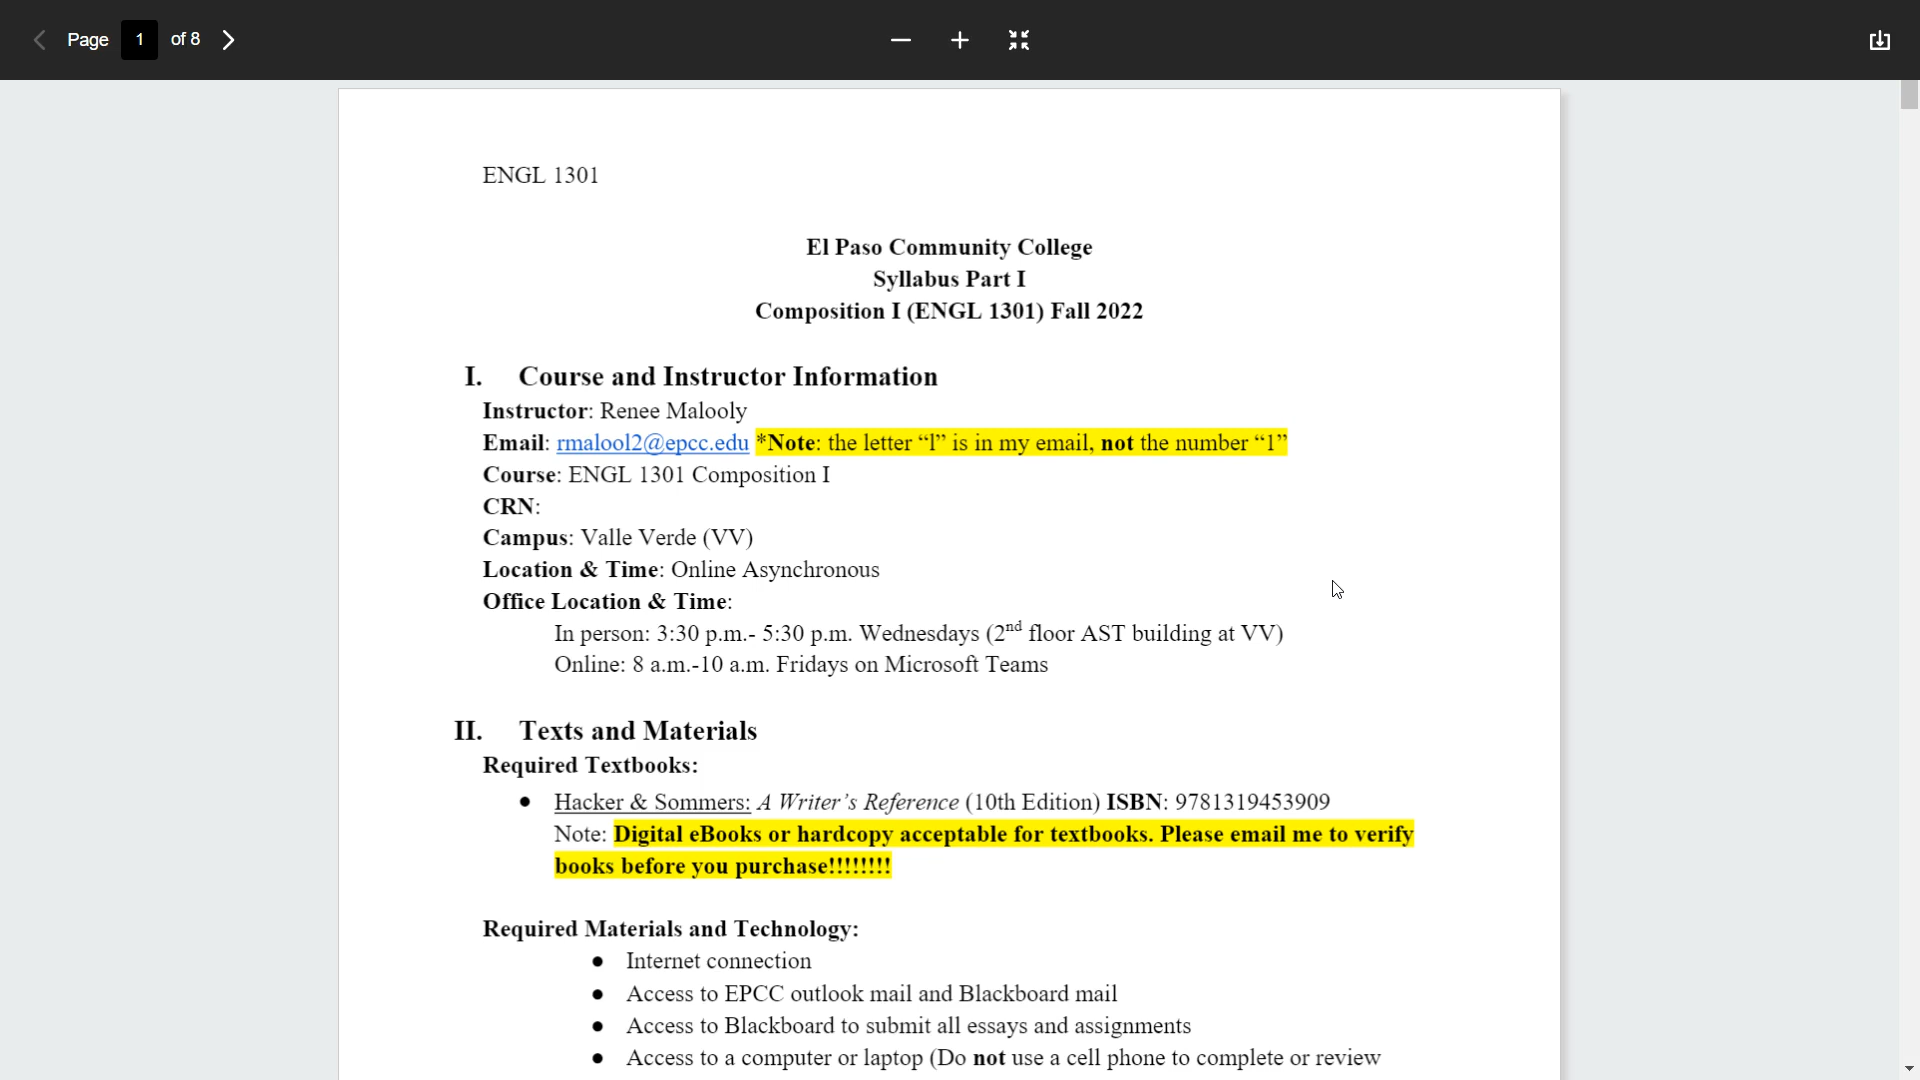 Page 1 of 8
ENGL 1301
El Paso Community College
Syllabus Part I
Composition I (ENGL 1301) Fall 2022
I. Course and Instructor Information
Instructor: Renee Malooly
Email: rmalool2@epcc.edu *Note: the letter “l” is in my email, not the number “1”
Course: ENGL 1301 Composition I
CRN:
Campus: Valle Verde (VV)
Location & Time: Online Asynchronous
Office Location & Time:
In person: 3:30 p.m.- 5:30 p.m. Wednesdays (2nd floor AST building at VV)
Online: 8 a.m.-10 a.m. Fridays on Microsoft Teams
II. Texts and Materials
Required Textbooks:
● Hacker & Sommers: A Writer’s Reference (10th Edition) ISBN: 9781319453909
Note: Digital eBooks or hardcopy acceptable for textbooks. Please email me to verify
books before you purchase!!!!!!!!
Required Materials and Technology:
● Internet connection
● Access to EPCC outlook mail and Blackboard mail
● Access to Blackboard to submit all essays and assignments
● Access to a computer or laptop (Do not use a cell phone to complete or review